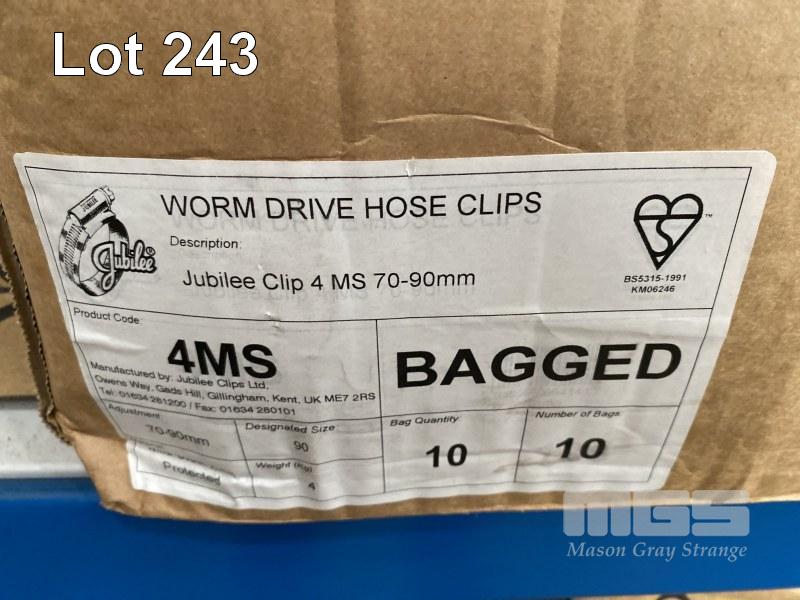 Lot 243
WORM DRIVE HOSE CLIPS
Jubilee®
Description:
Jubilee Clip 4 MS 70-90mm
™
BS5315-1991
KM06246
Product Code:
4MS
BAGGED
Manufactured by: Jubilee Clips Ltd,
Owens Way, Gads Hill, Gillingham, Kent, UK ME7 2RS
Tel: 01634 281200 / Fax: 01634 280101
Adjustment
70-90mm
Designated Size
90
Bag Quantity
10
Number of Bags
10
Protected
Weight (Kg)
4
MGS
Mason Gray Strange